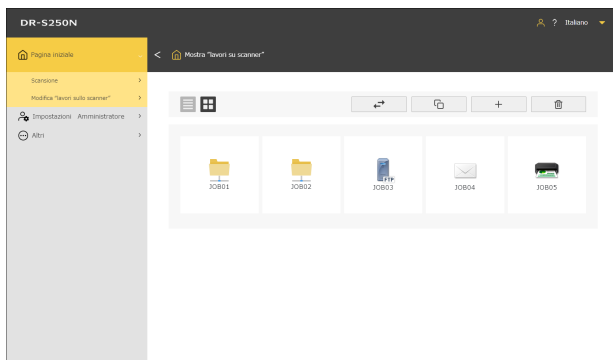 DR-S250N
? Italiano
Pagina iniziale
< Mostra "lavori su scanner"
Scansione >
Modifica "lavori sullo scanner" >
Impostazioni Amministratore >
Altri >
JOB01
JOB02
FTP
JOB03
JOB04
JOB05